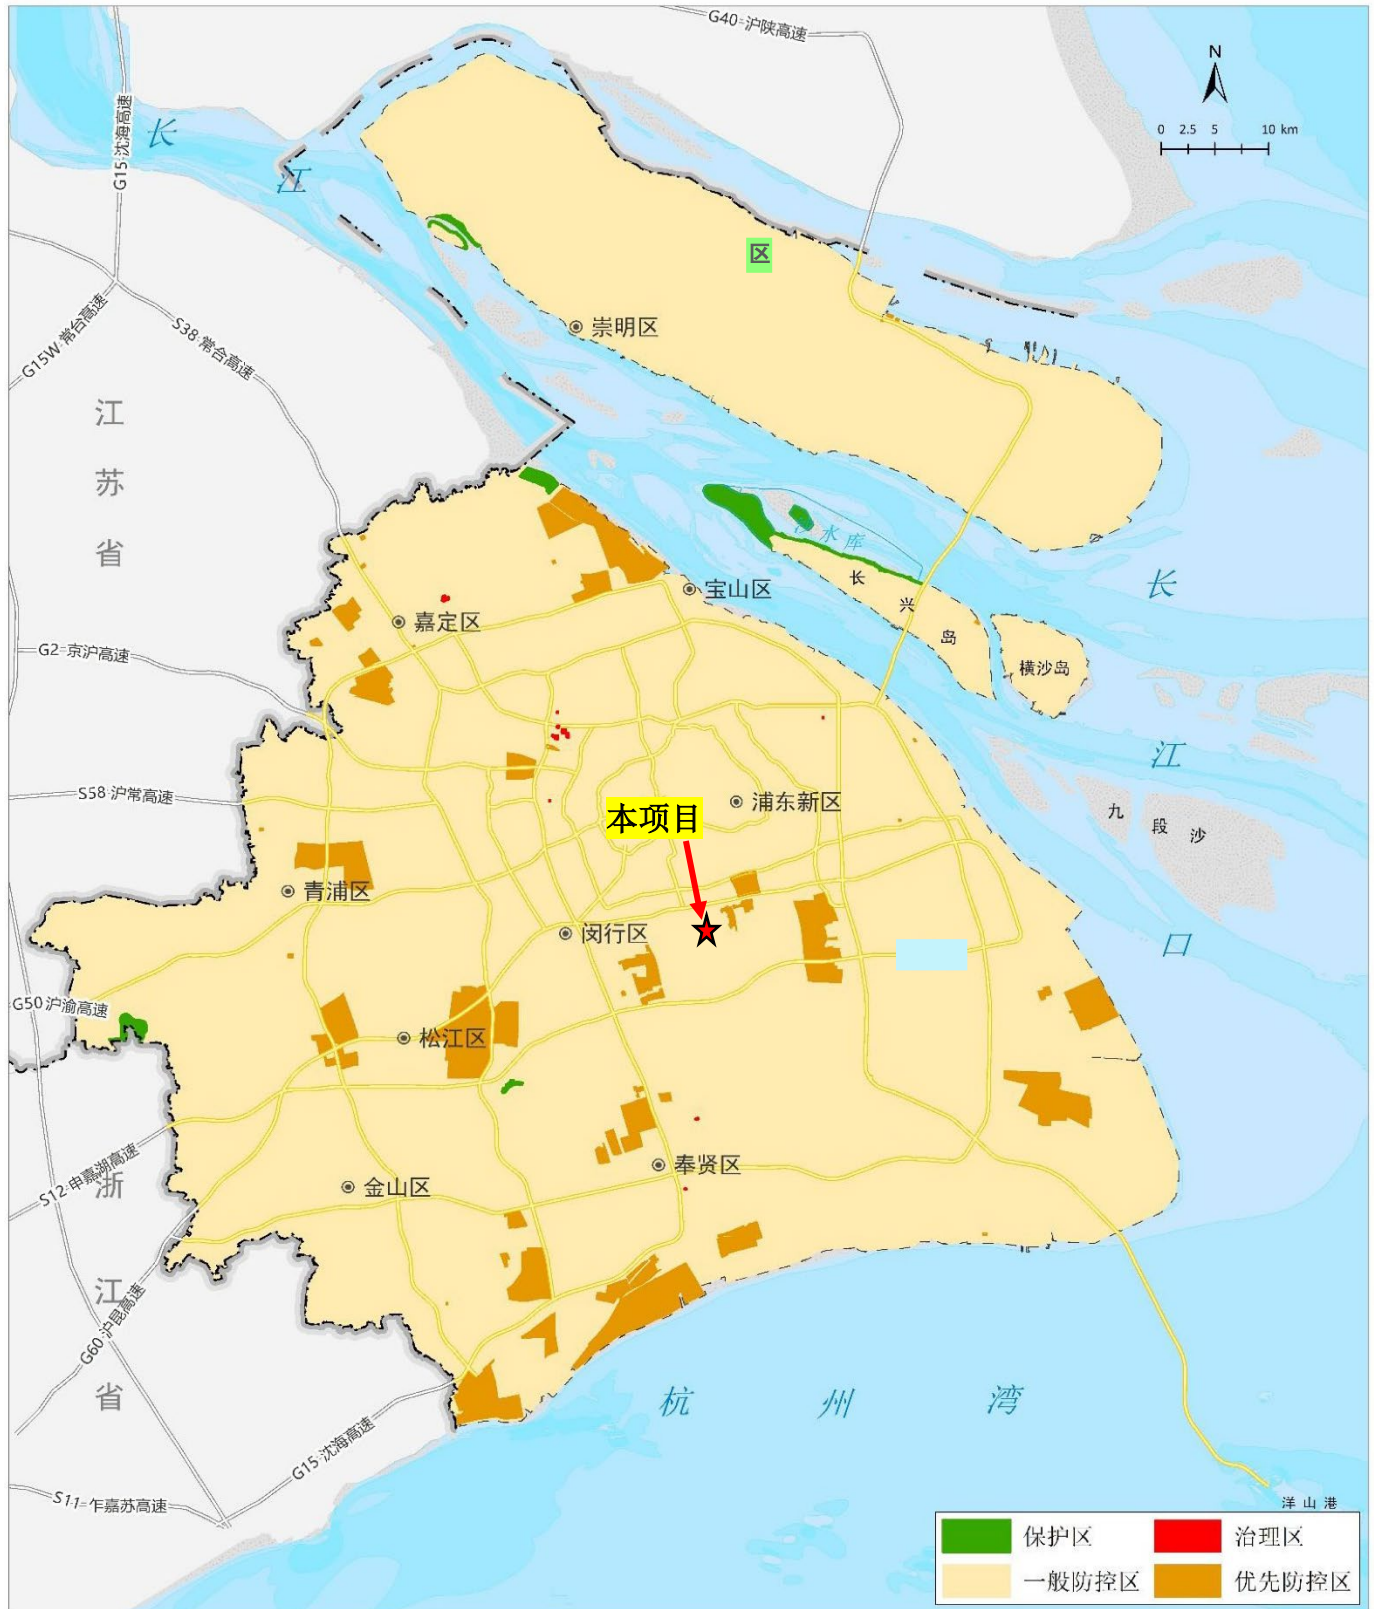 G40 沪陕高速
N
0 2.5 5 10 km
长
江
G15 沈海高速
区
崇明区
G15W 常台高速
S38 常合高速
江
苏
省
水库
长
兴
岛
横沙岛
长
江
口
宝山区
嘉定区
G2 京沪高速
S58 沪常高速
本项目
浦东新区
九
段
沙
青浦区
闵行区
G50 沪渝高速
松江区
S12 申嘉湖高速
浙
江
省
奉贤区
金山区
G60 沪昆高速
杭
州
湾
G15 沈海高速
S11 乍嘉苏高速
洋山港
保护区
治理区
一般防控区
优先防控区